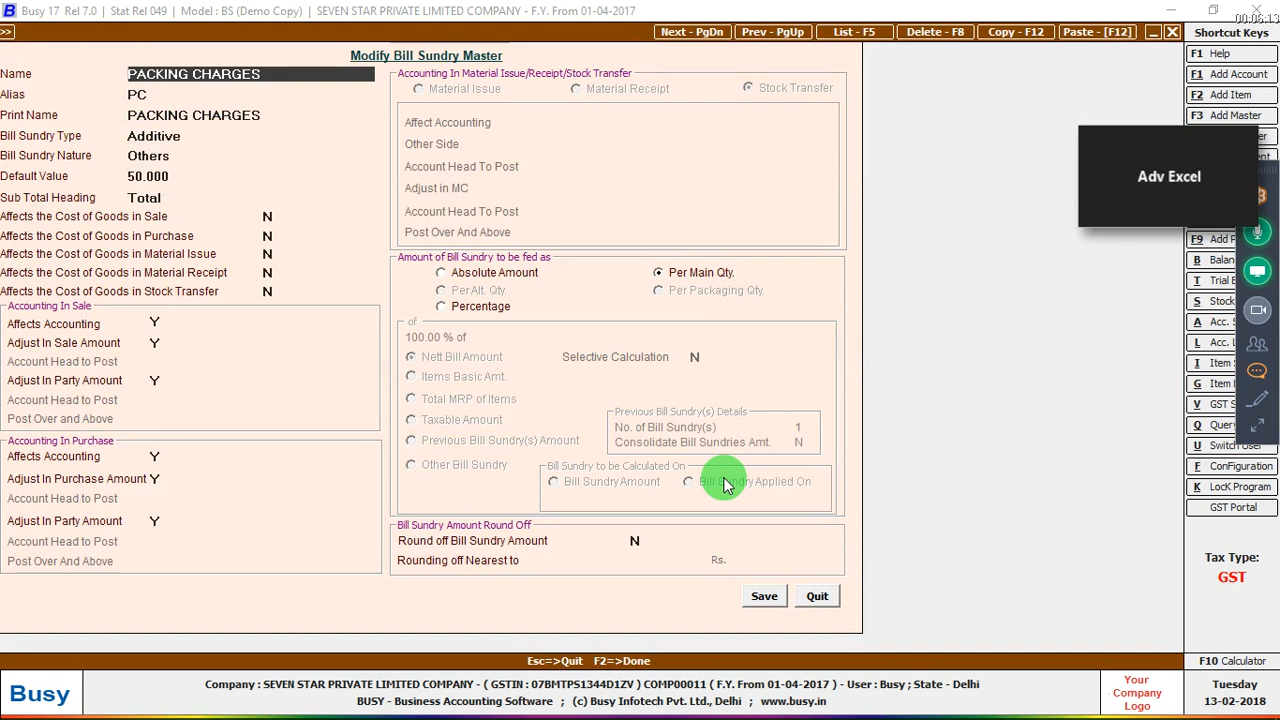 Busy 17 Rel 7.0 | Stat Rel 049 | Model : BS (Demo Copy) | SEVEN STAR PRIVATE LIMITED COMPANY - F.Y. From 01-04-2017
00:06:13
>>
Next - PgDn
Prev - PgUp
List - F5
Delete - F8
Copy - F12
Paste - [F12]
Shortcut Keys
Modify Bill Sundry Master
Name PACKING CHARGES
Alias PC
Print Name PACKING CHARGES
Bill Sundry Type Additive
Bill Sundry Nature Others
Default Value 50.000
Sub Total Heading Total
Affects the Cost of Goods in Sale N
Affects the Cost of Goods in Purchase N
Affects the Cost of Goods in Material Issue N
Affects the Cost of Goods in Material Receipt N
Affects the Cost of Goods in Stock Transfer N
Accounting In Sale
Affects Accounting Y
Adjust In Sale Amount Y
Account Head to Post
Adjust In Party Amount Y
Account Head to Post
Post Over and Above
Accounting In Purchase
Affects Accounting Y
Adjust In Purchase Amount Y
Account Head to Post
Adjust In Party Amount Y
Account Head to Post
Post Over And Above
Accounting In Material Issue/Receipt/Stock Transfer
Material Issue
Material Receipt
Stock Transfer
Affect Accounting
Other Side
Account Head To Post
Adjust in MC
Account Head To Post
Post Over And Above
Amount of Bill Sundry to be fed as
Absolute Amount
Per Main Qty.
Per Alt. Qty.
Per Packaging Qty.
Percentage
of
100.00 % of
Nett Bill Amount
Selective Calculation N
Items Basic Amt.
Total MRP of Items
Taxable Amount
Previous Bill Sundry(s) Details
No. of Bill Sundry(s) 1
Previous Bill Sundry(s) Amount
Consolidate Bill Sundries Amt. N
Other Bill Sundry
Bill Sundry to be Calculated On
Bill Sundry Amount
Bill Sundry Applied On
Bill Sundry Amount Round Off
Round off Bill Sundry Amount N
Rounding off Nearest to Rs.
Save
Quit
F1 Help
F1 Add Account
F2 Add Item
F3 Add Master
Adv Excel
F9 Add P
B Balan
T Trial
S Stock
A Acc. S
L Acc. L
I Item
G Item
V GST S
Q Query
U Switch User
F Configuration
K Lock Program
GST Portal
Tax Type:
GST
Esc=>Quit F2=>Done
F10 Calculator
Busy
Company : SEVEN STAR PRIVATE LIMITED COMPANY - (GSTIN : 07BMTPS1344D1ZV ) COMP00011 ( F.Y. From 01-04-2017 ) - User : Busy ; State - Delhi
BUSY - Business Accounting Software ; (c) Busy Infotech Pvt. Ltd., Delhi ; www.busy.in
Your
Company
Logo
Tuesday
13-02-2018